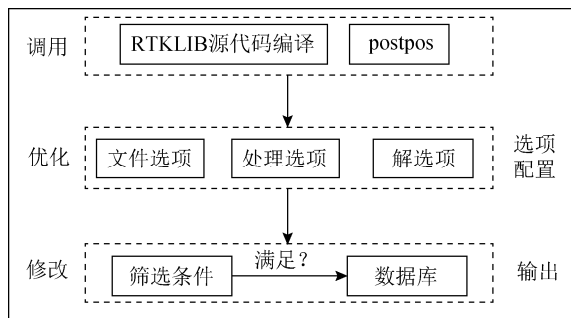 调用
RTKLIB源代码编译
postpos
优化
文件选项
处理选项
解选项
选项
配置
修改
筛选条件
满足?
数据库
输出